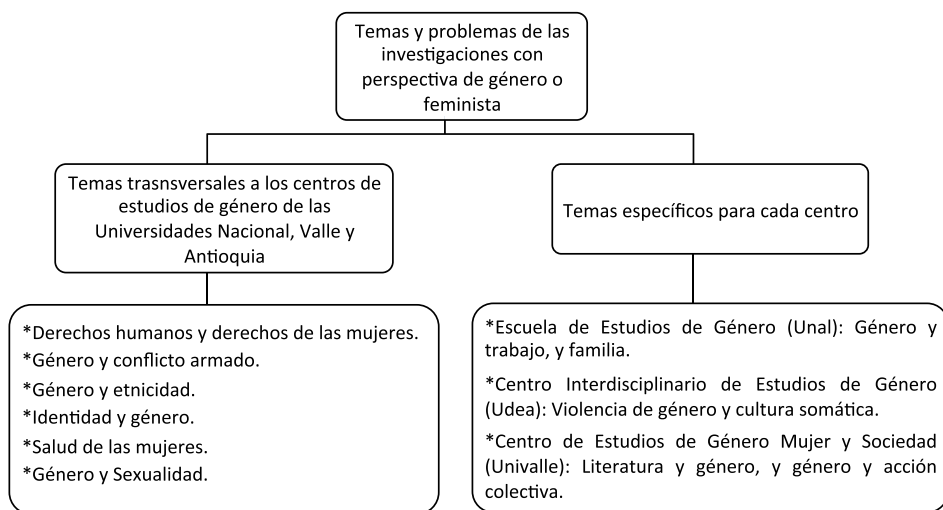 Temas y problemas de las
investigaciones con
perspectiva de género o
feminista
Temas trasnversales a los centros de
estudios de género de las
Universidades Nacional, Valle y
Antioquia
Temas específicos para cada centro
*Derechos humanos y derechos de las mujeres.
*Género y conflicto armado.
*Género y etnicidad.
*Identidad y género.
*Salud de las mujeres.
*Género y Sexualidad.
*Escuela de Estudios de Género (Unal): Género y
trabajo, y familia.
*Centro Interdisciplinario de Estudios de Género
(Udea): Violencia de género y cultura somática.
*Centro de Estudios de Género Mujer y Sociedad
(Univalle): Literatura y género, y género y acción
colectiva.